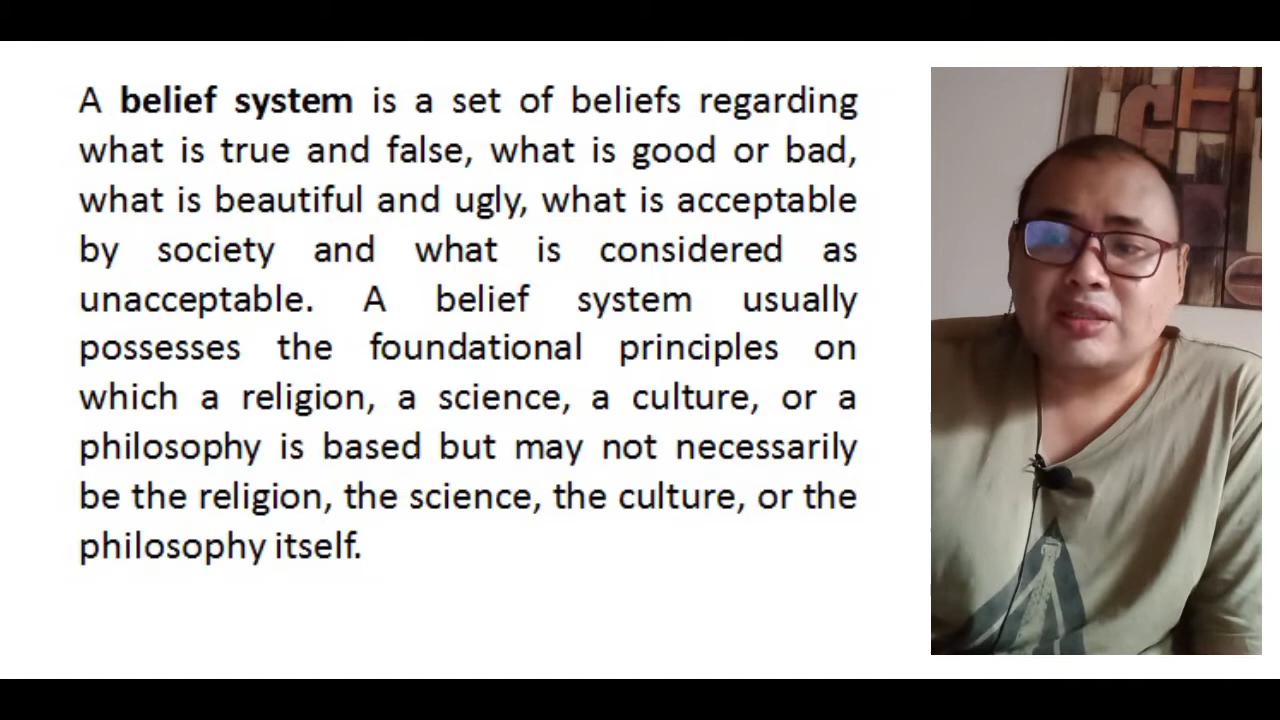 A belief system is a set of beliefs regarding
what is true and false, what is good or bad,
what is beautiful and ugly, what is acceptable
by society and what is considered as
unacceptable. A belief system usually
possesses the foundational principles on
which a religion, a science, a culture, or a
philosophy is based but may not necessarily
be the religion, the science, the culture, or the
philosophy itself.